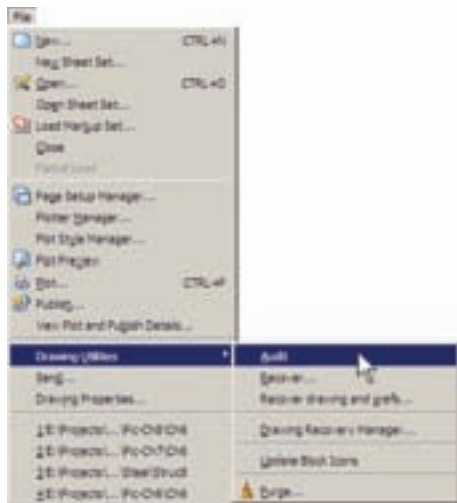 File
New... CTRL+N
New Sheet Set...
Open... CTRL+O
Open Sheet Set...
Load Markup Set...
Close
Partial Load
Page Setup Manager...
Plotter Manager...
Plot Style Manager...
Plot Preview
Plot... CTRL+P
Publish...
View Plot and Publish Details...
Drawing Utilities
Audit
Send...
Recover...
Drawing Properties...
Recover drawing and xrefs...
Drawing Recovery Manager...
Update Block Icons
Purge...